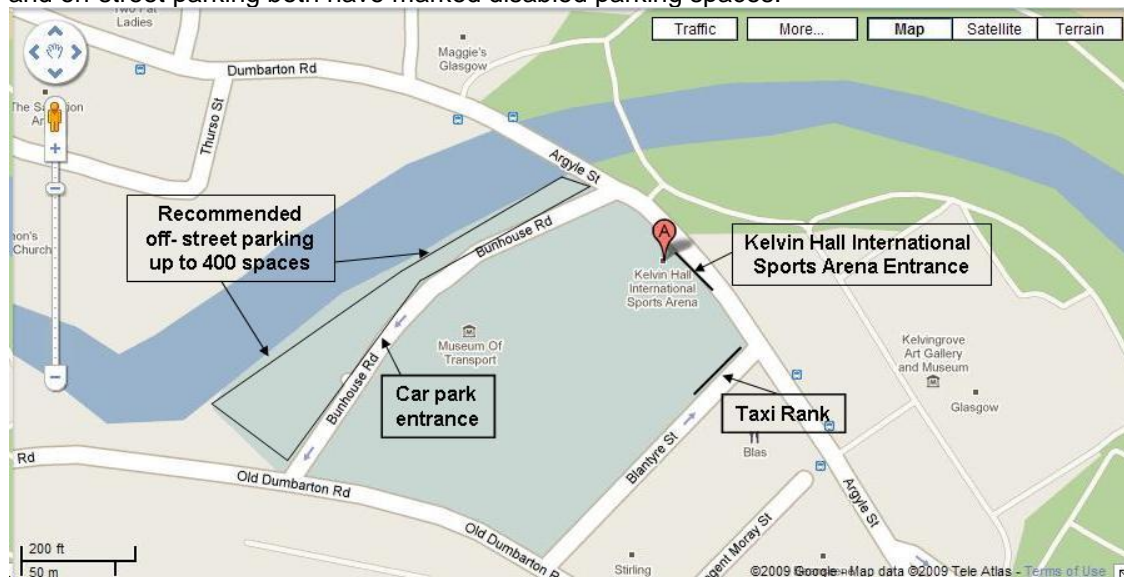 and off-street parking both have marked disabled parking spaces.
Ladies
Traffic
More...
Map
Satellite
Terrain
Maggie's
Glasgow
Dumbarton Rd
Thurso St
Argyle St
Recommended
off- street parking
up to 400 spaces
Bunhouse Rd
Kelvin Hall International
Sports Arena Entrance
A
Kelvin Hall
International
Sports Arena
Church
Museum Of
Transport
Kelvingrove
Art Gallery
and Museum
Bunhouse Rd
Car park
entrance
Taxi Rank
Glasgow
Blas
Rd
Old Dumbarton Rd
Blantyre St
Argyle St
Old Dumbarton
Moray St
200 ft
50 m
Stirling
©2009 Google - Map data ©2009 Tele Atlas - Terms of Use